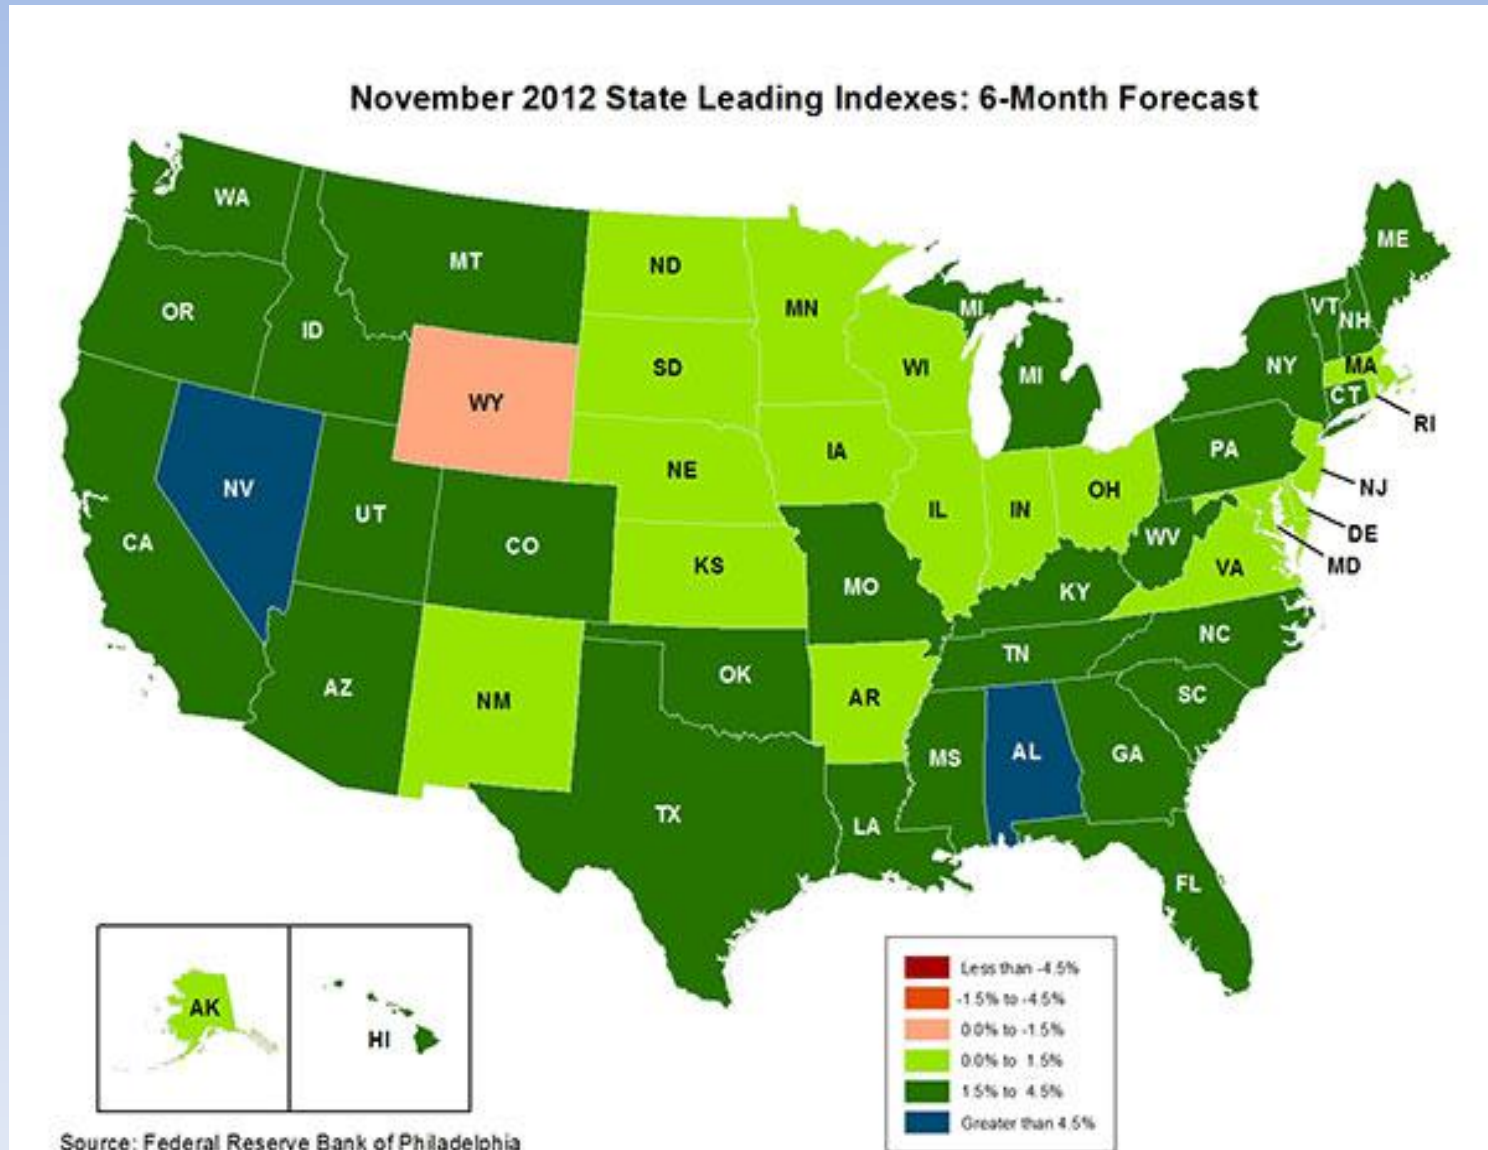 November 2012 State Leading Indexes: 6-Month Forecast
WA
MT
ND
MN
ME
OR
ID
WY
SD
WI
MI
MI
VT
NH
NY
MA
CT
RI
NV
UT
CO
NE
IA
IL
IN
OH
PA
NJ
DE
MD
CA
KS
MO
WV
VA
KY
AZ
NM
OK
AR
TN
NC
SC
TX
LA
MS
AL
GA
FL
AK
HI
Less than -4.5%
-1.5% to -4.5%
0.0% to -1.5%
0.0% to 1.5%
1.5% to 4.5%
Greater than 4.5%
Source: Federal Reserve Bank of Philadelphia